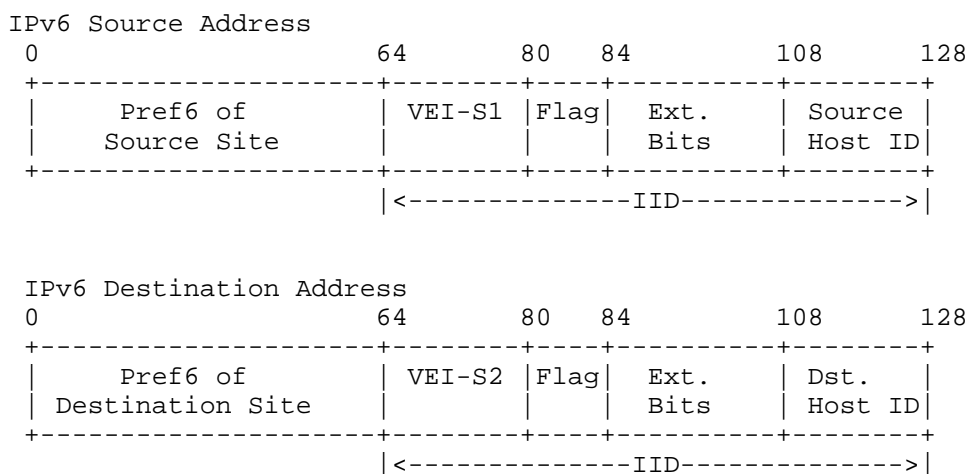 IPv6 Source Address
0                     64       80   84         108      128
+---------------------+--------+----+----------+--------+
|     Pref6 of        | VEI-S1 |Flag|  Ext.    | Source |
|    Source Site      |        |    |  Bits    | Host ID|
+---------------------+--------+----+----------+--------+
|<--------------IID-------------->|
IPv6 Destination Address
0                     64       80   84         108      128
+---------------------+--------+----+----------+--------+
|     Pref6 of        | VEI-S2 |Flag|  Ext.    | Dst.   |
| Destination Site    |        |    |  Bits    | Host ID|
+---------------------+--------+----+----------+--------+
|<--------------IID-------------->|